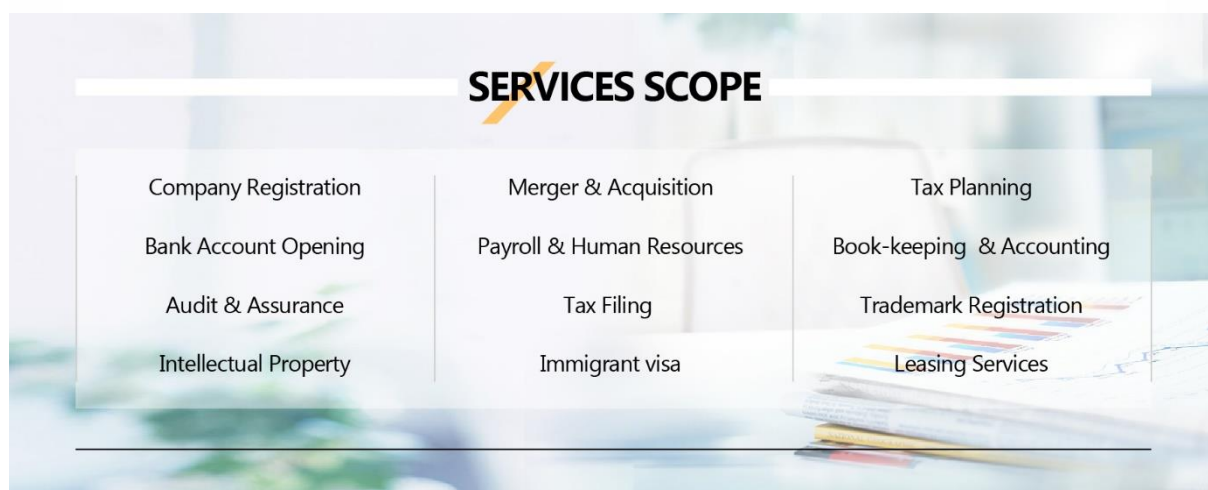 SERVICES SCOPE
Company Registration
Merger & Acquisition
Tax Planning
Bank Account Opening
Payroll & Human Resources
Book-keeping & Accounting
Audit & Assurance
Tax Filing
Trademark Registration
Intellectual Property
Immigrant visa
Leasing Services